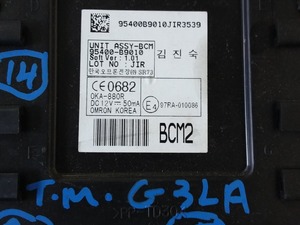 95400B9010JIR3539
UNIT ASSY-BCM
95400-B9010
Soft Ver : 1.01
LOT NO : JIR
김진숙
14
CE0682
OKA-880R
DC12V 50mA
OMRON KOREA
E4
07RA-010086
BCM2
T.M. G3LA